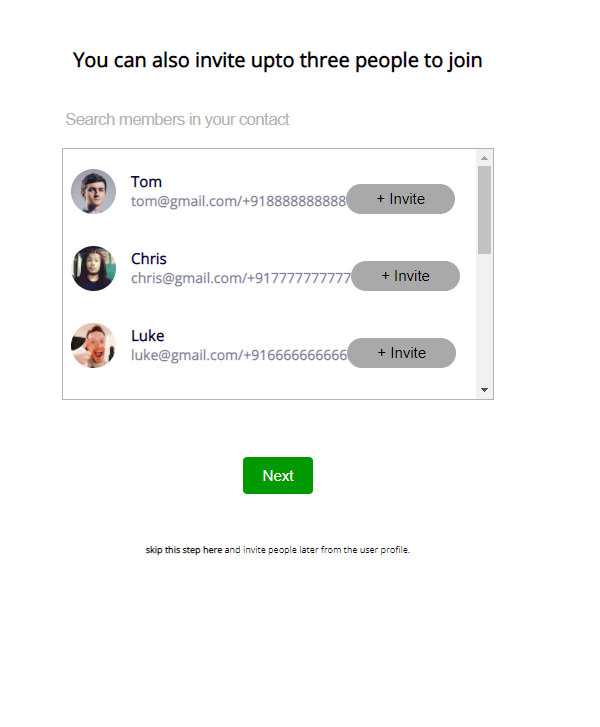 You can also invite upto three people to join
Search members in your contact
Tom
tom@gmail.com/+918888888888 + Invite
Chris
chris@gmail.com/+917777777777 + Invite
Luke
luke@gmail.com/+916666666666 + Invite
Next
skip this step here and invite people later from the user profile.